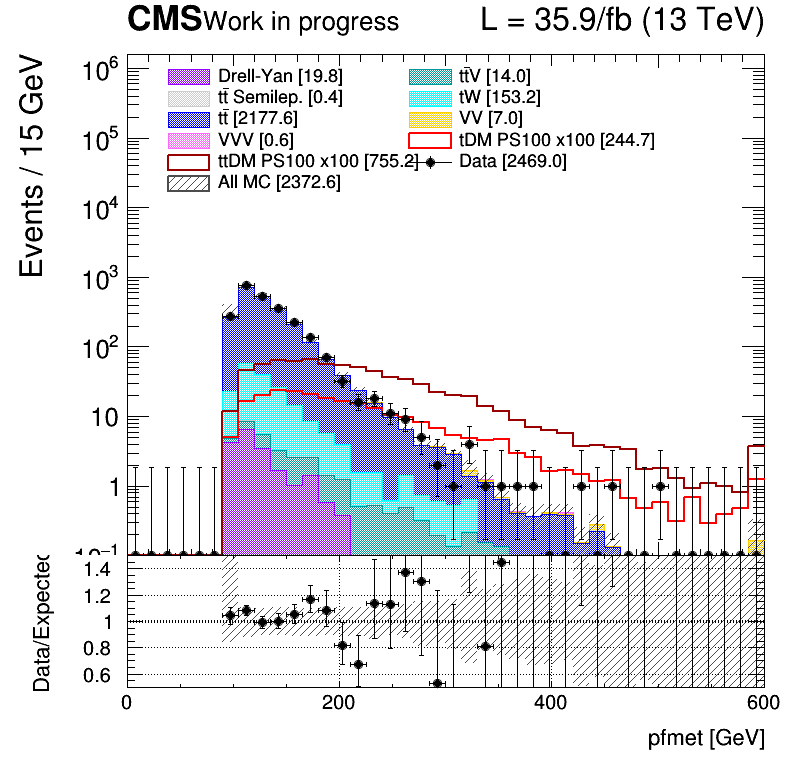 CMS Work in progress L = 35.9/fb (13 TeV)
Events / 15 GeV
Drell-Yan [19.8] tt̄V [14.0]
tt̄ Semilep. [0.4] tW [153.2]
tt̄ [2177.6] VV [7.0]
VVV [0.6] tDM PS100 x100 [244.7]
ttDM PS100 x100 [755.2] Data [2469.0]
All MC [2372.6]
10⁶
10⁵
10⁴
10³
10²
10
1
10⁻¹
Data/Expected
1.4
1.2
1
0.8
0.6
0 200 400 600
pfmet [GeV]